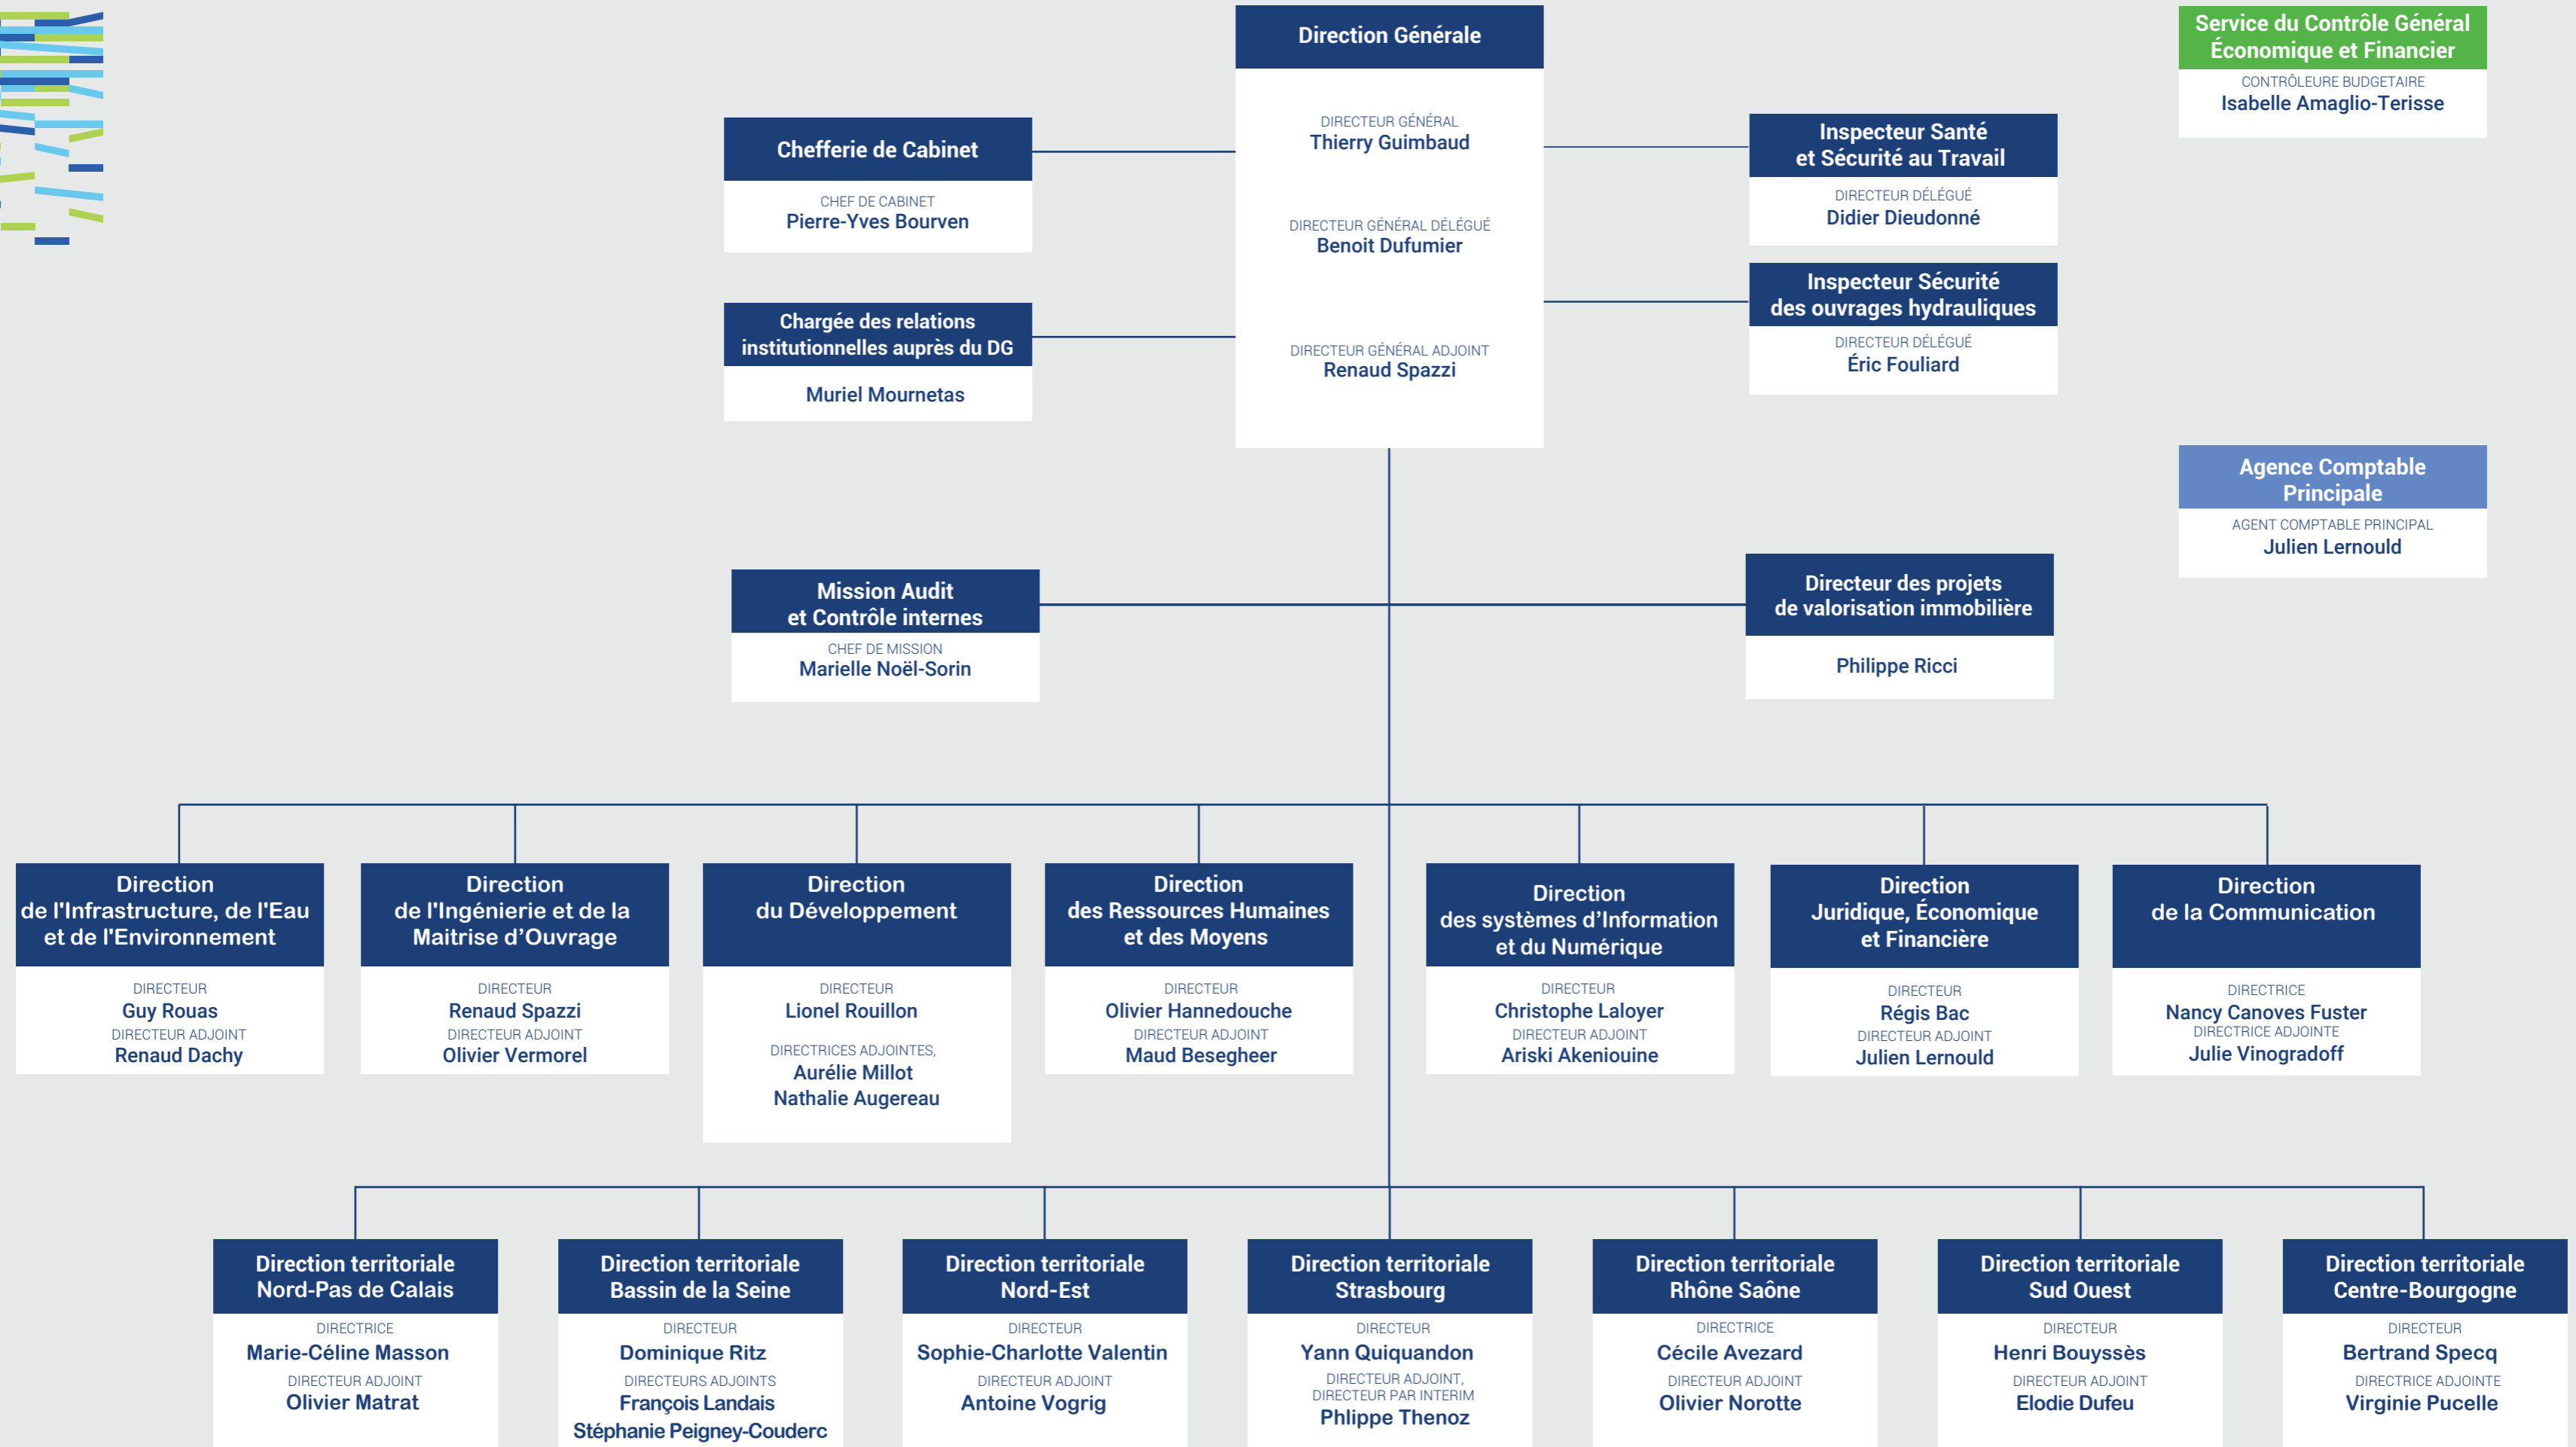 Direction Générale
DIRECTEUR GÉNÉRAL
Thierry Guimbaud
DIRECTEUR GÉNÉRAL DÉLÉGUÉ
Benoit Dufumier
DIRECTEUR GÉNÉRAL ADJOINT
Renaud Spazzi
Service du Contrôle Général
Économique et Financier
CONTRÔLEURE BUDGETAIRE
Isabelle Amaglio-Terisse
Chefferie de Cabinet
CHEF DE CABINET
Pierre-Yves Bourven
Chargée des relations
institutionnelles auprès du DG
Muriel Mournetas
Inspecteur Santé
et Sécurité au Travail
DIRECTEUR DÉLÉGUÉ
Didier Dieudonné
Inspecteur Sécurité
des ouvrages hydrauliques
DIRECTEUR DÉLÉGUÉ
Éric Fouliard
Agence Comptable
Principale
AGENT COMPTABLE PRINCIPAL
Julien Lernould
Mission Audit
et Contrôle internes
CHEF DE MISSION
Marielle Noël-Sorin
Directeur des projets
de valorisation immobilière
Philippe Ricci
Direction
de l'Infrastructure, de l'Eau
et de l'Environnement
DIRECTEUR
Guy Rouas
DIRECTEUR ADJOINT
Renaud Dachy
Direction
de l'Ingénierie et de la
Maitrise d’Ouvrage
DIRECTEUR
Renaud Spazzi
DIRECTEUR ADJOINT
Olivier Vermorel
Direction
du Développement
DIRECTEUR
Lionel Rouillon
DIRECTRICES ADJOINTES,
Aurélie Millot
Nathalie Augereau
Direction
des Ressources Humaines
et des Moyens
DIRECTEUR
Olivier Hannedouche
DIRECTEUR ADJOINT
Maud Besegheer
Direction
des systèmes d’Information
et du Numérique
DIRECTEUR
Christophe Laloyer
DIRECTEUR ADJOINT
Ariski Akeniouine
Direction
Juridique, Économique
et Financière
DIRECTEUR
Régis Bac
DIRECTEUR ADJOINT
Julien Lernould
Direction
de la Communication
DIRECTRICE
Nancy Canoves Fuster
DIRECTRICE ADJOINTE
Julie Vinogradoff
Direction territoriale
Nord-Pas de Calais
DIRECTRICE
Marie-Céline Masson
DIRECTEUR ADJOINT
Olivier Matrat
Direction territoriale
Bassin de la Seine
DIRECTEUR
Dominique Ritz
DIRECTEURS ADJOINTS
François Landais
Stéphanie Peigney-Couderc
Direction territoriale
Nord-Est
DIRECTEUR
Sophie-Charlotte Valentin
DIRECTEUR ADJOINT
Antoine Vogrig
Direction territoriale
Strasbourg
DIRECTEUR
Yann Quiquandon
DIRECTEUR ADJOINT,
DIRECTEUR PAR INTERIM
Phlippe Thenoz
Direction territoriale
Rhône Saône
DIRECTRICE
Cécile Avezard
DIRECTEUR ADJOINT
Olivier Norotte
Direction territoriale
Sud Ouest
DIRECTEUR
Henri Bouyssès
DIRECTEUR ADJOINT
Elodie Dufeu
Direction territoriale
Centre-Bourgogne
DIRECTEUR
Bertrand Specq
DIRECTRICE ADJOINTE
Virginie Pucelle